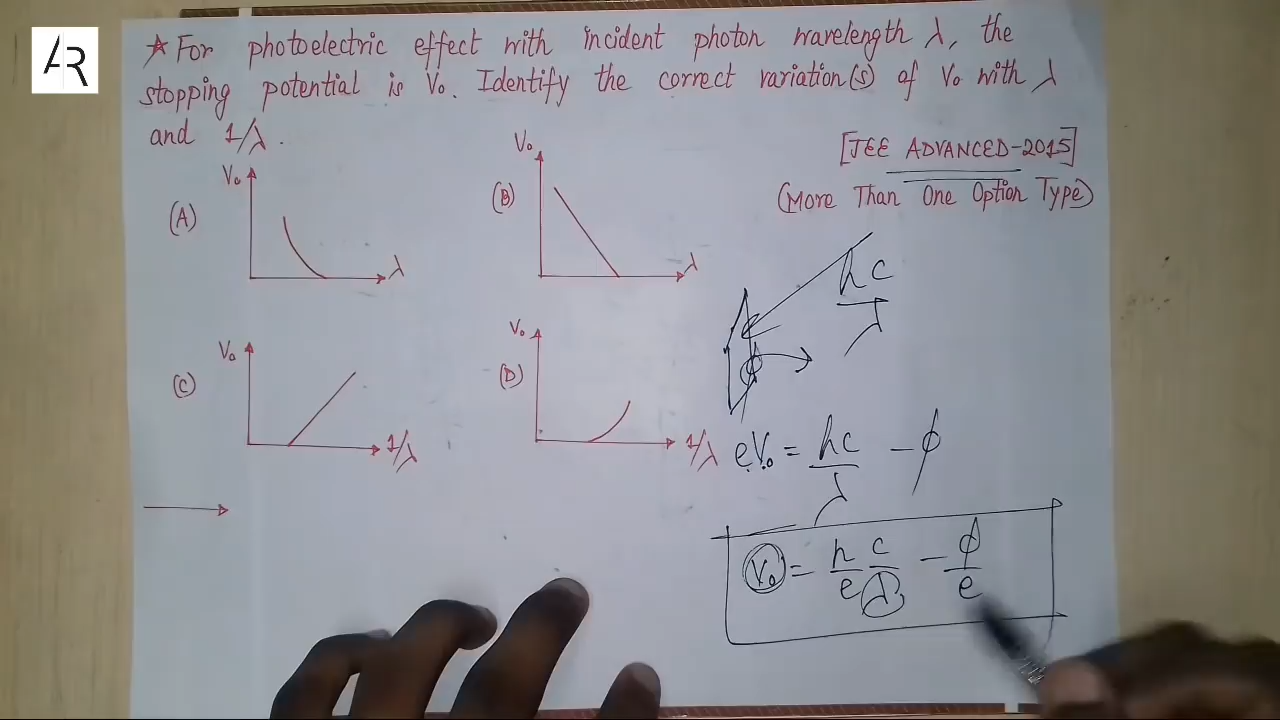 AR
★ For photoelectric effect with incident photon wavelength λ, the
stopping potential is V₀. Identify the correct variation(s) of V₀ with λ
and 1/λ.
[JEE ADVANCED-2015]
(More Than One Option Type)
(A) V₀ λ
(B) V₀ λ
(C) V₀ 1/λ
(D) V₀ 1/λ
hc/λ
ϕ
eV₀ = hc/λ - ϕ
V₀ = h/e c/λ - ϕ/e